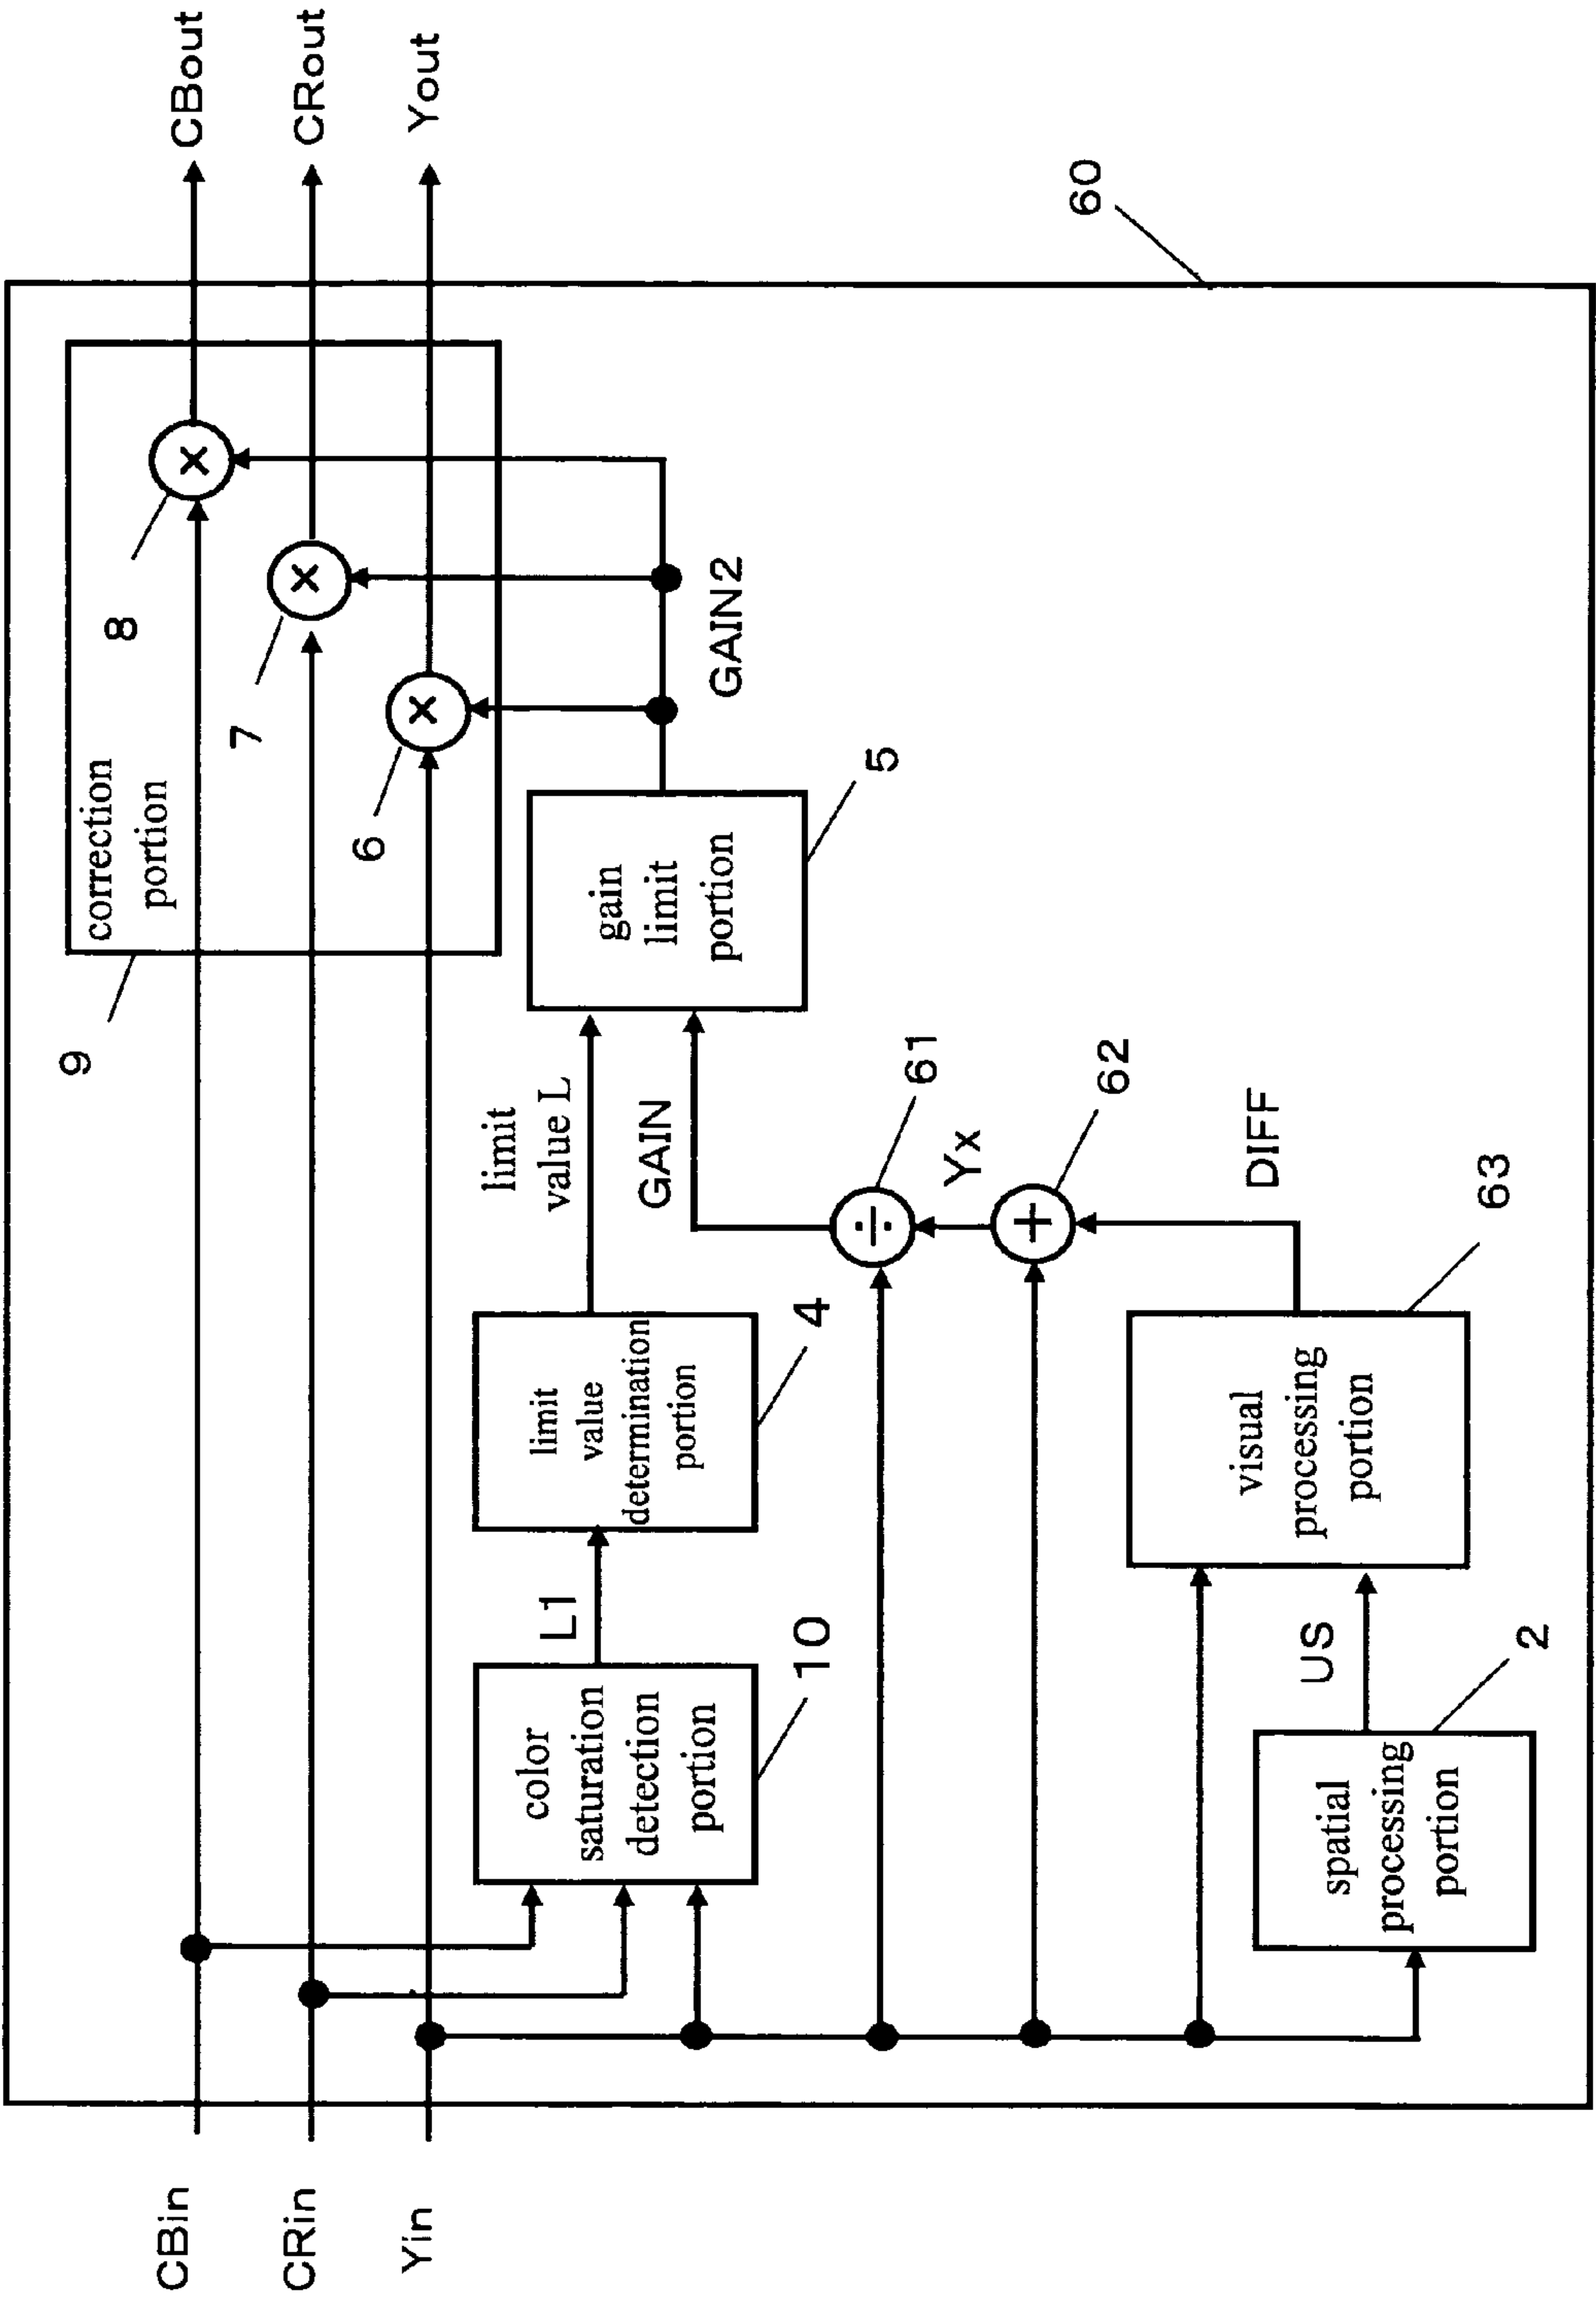 CBin
CRin
Yin
CBout
CRout
Yout
correction
portion
9
8
7
6
color
saturation
detection
portion
10
L1
limit
value
determination
portion
4
limit
value L
GAIN
gain
limit
portion
5
GAIN2
61
Yx
62
DIFF
spatial
processing
portion
2
US
visual
processing
portion
63
60
×
×
×
÷
+